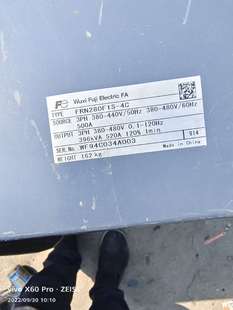 Fe Wuxi Fuji Electric FA
TYPE FRN280F1S-4C
SOURCE 3PH 380-440V/50Hz 380-480V/60Hz
500A
OUTPUT 3PH 380-480V 0.1-120Hz
396kVA 520A 120% 1min
SER.No. WF94C034A003 914
WEIGHT 162 kg Made in China
vivo X60 Pro · ZEISS
2022/09/30 10:10